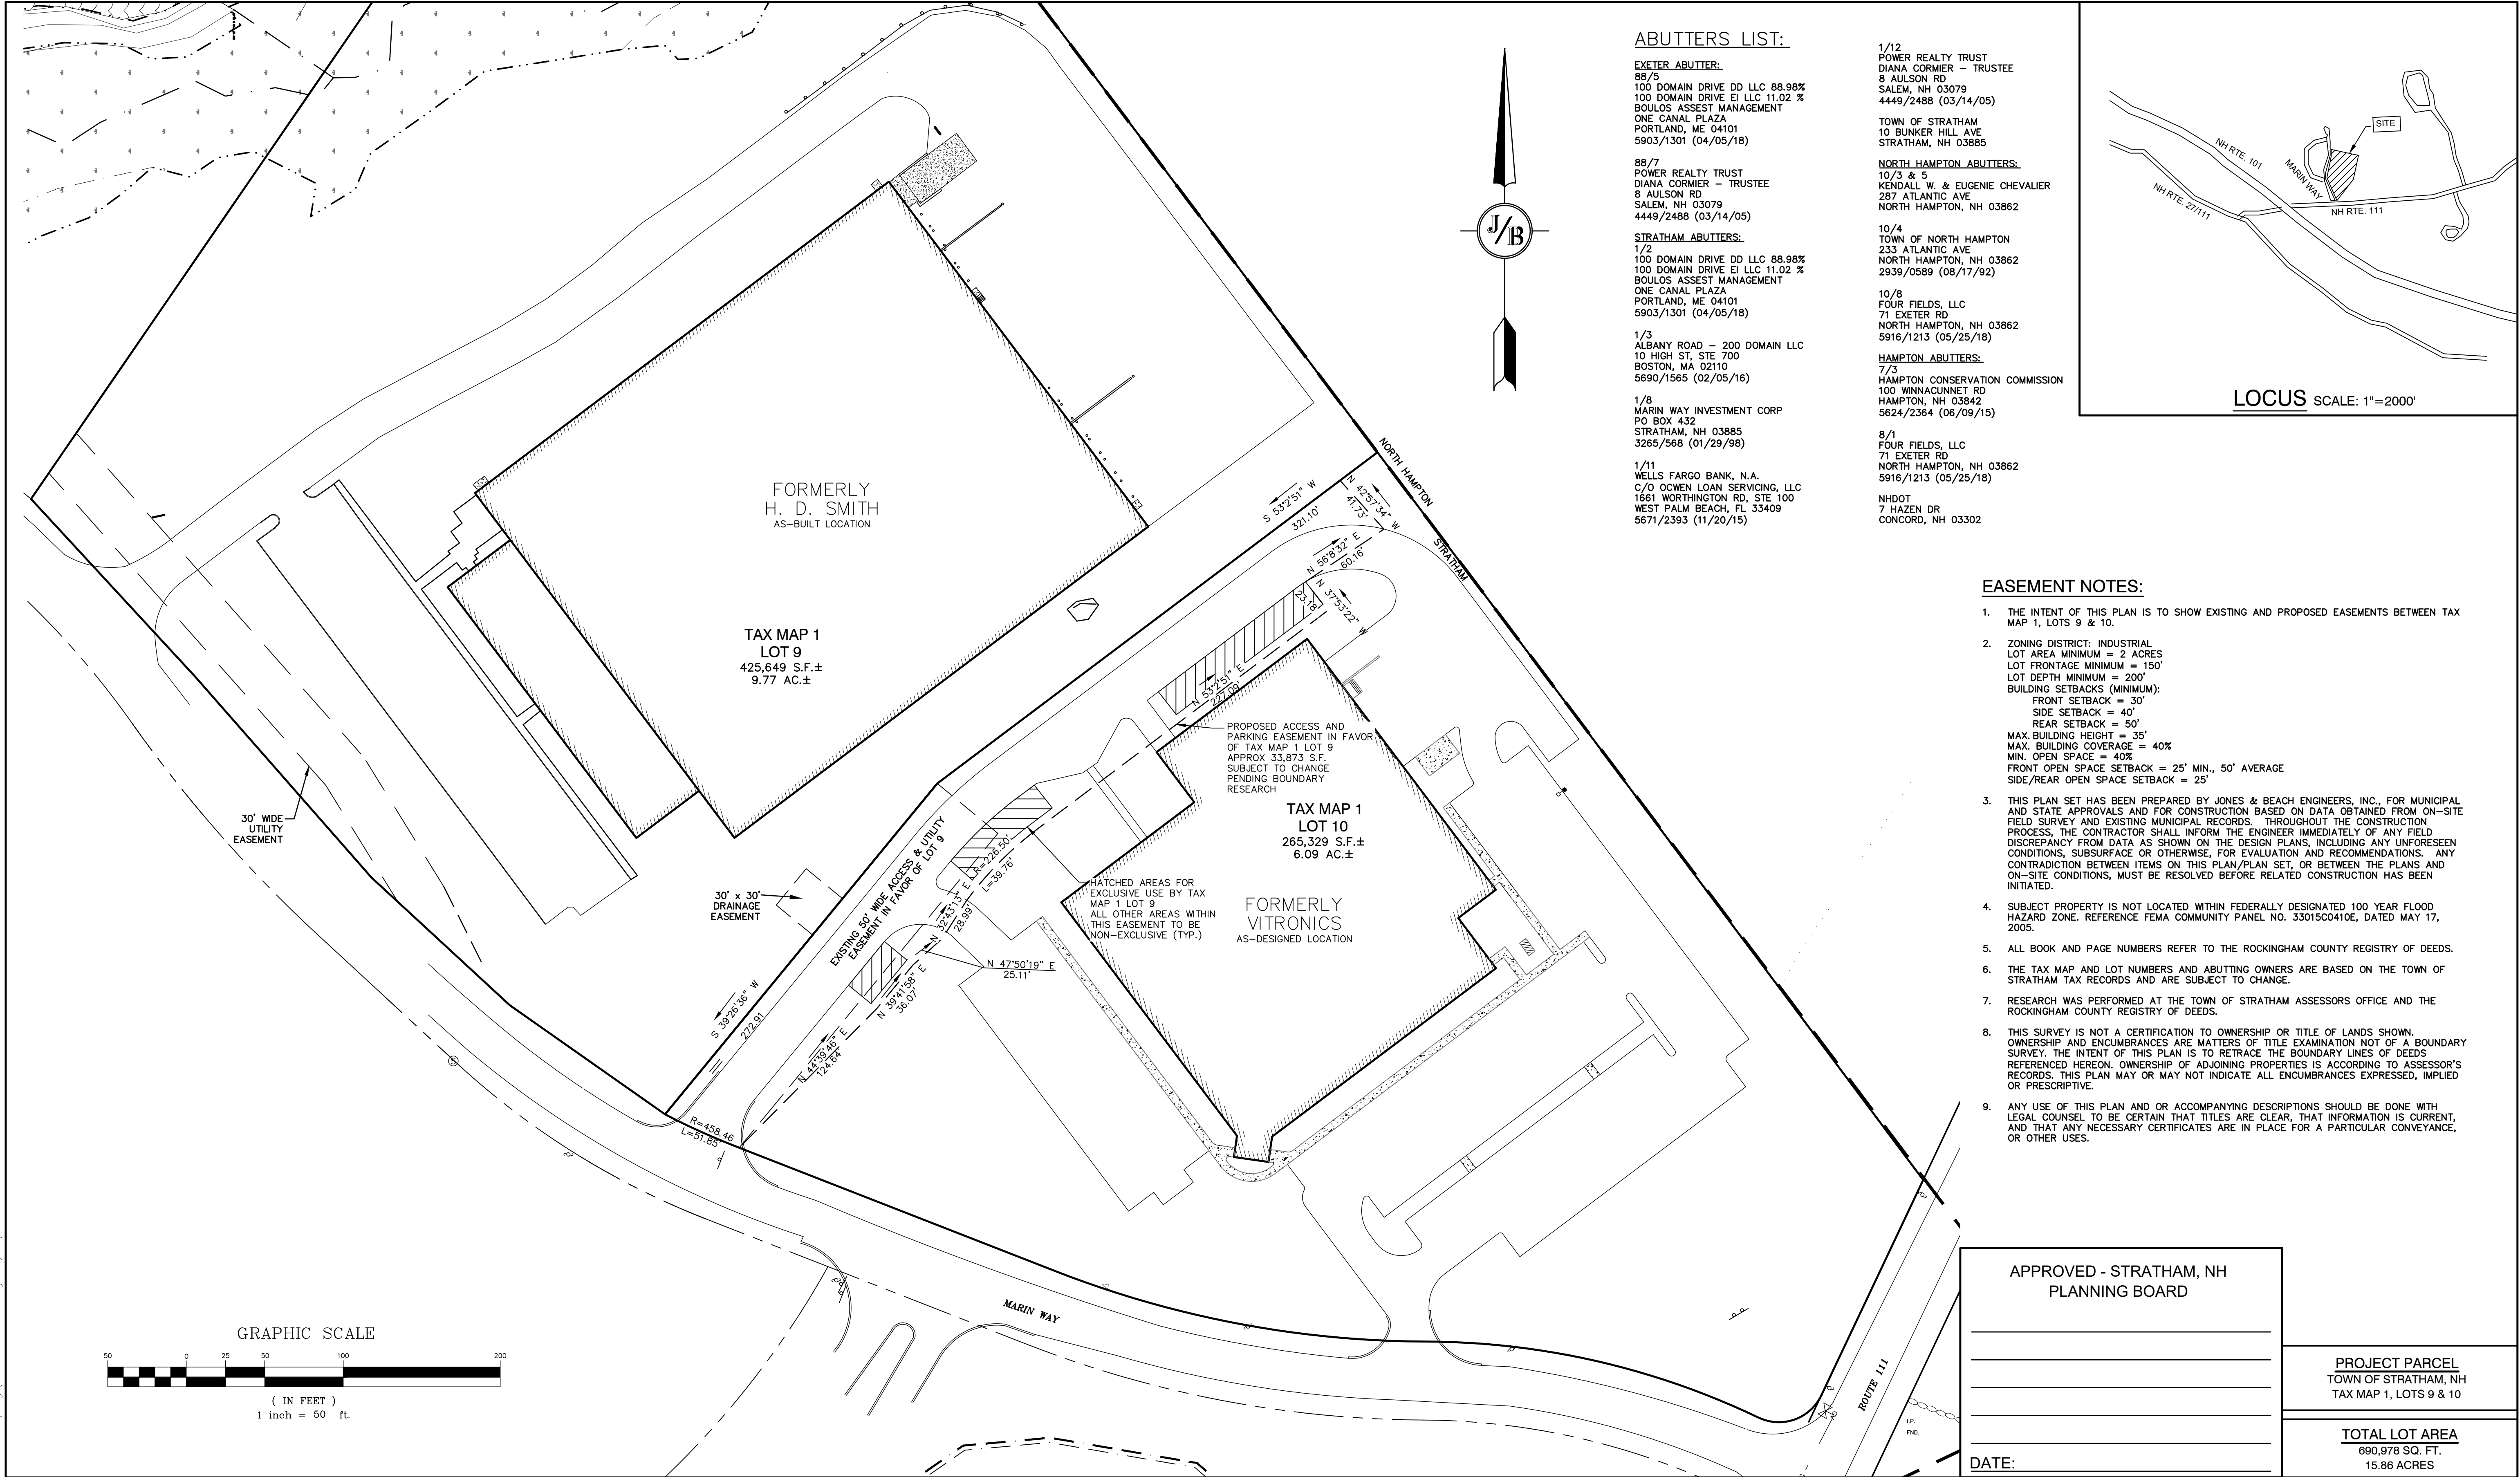 ABUTTERS LIST:
EXETER ABUTTER:
88/5
100 DOMAIN DRIVE DD LLC 88.98%
100 DOMAIN DRIVE EI LLC 11.02 %
BOULOS ASSEST MANAGEMENT
ONE CANAL PLAZA
PORTLAND, ME 04101
5903/1301 (04/05/18)
88/7
POWER REALTY TRUST
DIANA CORMIER – TRUSTEE
8 AULSON RD
SALEM, NH 03079
4449/2488 (03/14/05)
STRATHAM ABUTTERS:
1/2
100 DOMAIN DRIVE DD LLC 88.98%
100 DOMAIN DRIVE EI LLC 11.02 %
BOULOS ASSEST MANAGEMENT
ONE CANAL PLAZA
PORTLAND, ME 04101
5903/1301 (04/05/18)
1/3
ALBANY ROAD – 200 DOMAIN LLC
10 HIGH ST, STE 700
BOSTON, MA 02110
5690/1565 (02/05/16)
1/8
MARIN WAY INVESTMENT CORP
PO BOX 432
STRATHAM, NH 03885
3265/568 (01/29/98)
1/11
WELLS FARGO BANK, N.A.
C/O OCWEN LOAN SERVICING, LLC
1661 WORTHINGTON RD, STE 100
WEST PALM BEACH, FL 33409
5671/2393 (11/20/15)
1/12
POWER REALTY TRUST
DIANA CORMIER – TRUSTEE
8 AULSON RD
SALEM, NH 03079
4449/2488 (03/14/05)
TOWN OF STRATHAM
10 BUNKER HILL AVE
STRATHAM, NH 03885
NORTH HAMPTON ABUTTERS:
10/3 & 5
KENDALL W. & EUGENIE CHEVALIER
287 ATLANTIC AVE
NORTH HAMPTON, NH 03862
10/4
TOWN OF NORTH HAMPTON
233 ATLANTIC AVE
NORTH HAMPTON, NH 03862
2939/0589 (08/17/92)
10/8
FOUR FIELDS, LLC
71 EXETER RD
NORTH HAMPTON, NH 03862
5916/1213 (05/25/18)
HAMPTON ABUTTERS:
7/3
HAMPTON CONSERVATION COMMISSION
100 WINNACUNNET RD
HAMPTON, NH 03842
5624/2364 (06/09/15)
8/1
FOUR FIELDS, LLC
71 EXETER RD
NORTH HAMPTON, NH 03862
5916/1213 (05/25/18)
NHDOT
7 HAZEN DR
CONCORD, NH 03302
SITE
NH RTE. 101
MARIN WAY
NH RTE. 27/111
NH RTE. 111
LOCUS SCALE: 1"=2000'
J/B
EASEMENT NOTES:
1. THE INTENT OF THIS PLAN IS TO SHOW EXISTING AND PROPOSED EASEMENTS BETWEEN TAX
MAP 1, LOTS 9 & 10.
2. ZONING DISTRICT: INDUSTRIAL
LOT AREA MINIMUM = 2 ACRES
LOT FRONTAGE MINIMUM = 150'
LOT DEPTH MINIMUM = 200'
BUILDING SETBACKS (MINIMUM):
FRONT SETBACK = 30'
SIDE SETBACK = 40'
REAR SETBACK = 50'
MAX. BUILDING HEIGHT = 35'
MAX. BUILDING COVERAGE = 40%
MIN. OPEN SPACE = 40%
FRONT OPEN SPACE SETBACK = 25' MIN., 50' AVERAGE
SIDE/REAR OPEN SPACE SETBACK = 25'
3. THIS PLAN SET HAS BEEN PREPARED BY JONES & BEACH ENGINEERS, INC., FOR MUNICIPAL
AND STATE APPROVALS AND FOR CONSTRUCTION BASED ON DATA OBTAINED FROM ON-SITE
FIELD SURVEY AND EXISTING MUNICIPAL RECORDS. THROUGHOUT THE CONSTRUCTION
PROCESS, THE CONTRACTOR SHALL INFORM THE ENGINEER IMMEDIATELY OF ANY FIELD
DISCREPANCY FROM DATA AS SHOWN ON THE DESIGN PLANS, INCLUDING ANY UNFORESEEN
CONDITIONS, SUBSURFACE OR OTHERWISE, FOR EVALUATION AND RECOMMENDATIONS. ANY
CONTRADICTION BETWEEN ITEMS ON THIS PLAN/PLAN SET, OR BETWEEN THE PLANS AND
ON-SITE CONDITIONS, MUST BE RESOLVED BEFORE RELATED CONSTRUCTION HAS BEEN
INITIATED.
4. SUBJECT PROPERTY IS NOT LOCATED WITHIN FEDERALLY DESIGNATED 100 YEAR FLOOD
HAZARD ZONE. REFERENCE FEMA COMMUNITY PANEL NO. 33015C0410E, DATED MAY 17,
2005.
5. ALL BOOK AND PAGE NUMBERS REFER TO THE ROCKINGHAM COUNTY REGISTRY OF DEEDS.
6. THE TAX MAP AND LOT NUMBERS AND ABUTTING OWNERS ARE BASED ON THE TOWN OF
STRATHAM TAX RECORDS AND ARE SUBJECT TO CHANGE.
7. RESEARCH WAS PERFORMED AT THE TOWN OF STRATHAM ASSESSORS OFFICE AND THE
ROCKINGHAM COUNTY REGISTRY OF DEEDS.
8. THIS SURVEY IS NOT A CERTIFICATION TO OWNERSHIP OR TITLE OF LANDS SHOWN.
OWNERSHIP AND ENCUMBRANCES ARE MATTERS OF TITLE EXAMINATION NOT OF A BOUNDARY
SURVEY. THE INTENT OF THIS PLAN IS TO RETRACE THE BOUNDARY LINES OF DEEDS
REFERENCED HEREON. OWNERSHIP OF ADJOINING PROPERTIES IS ACCORDING TO ASSESSOR'S
RECORDS. THIS PLAN MAY OR MAY NOT INDICATE ALL ENCUMBRANCES EXPRESSED, IMPLIED
OR PRESCRIPTIVE.
9. ANY USE OF THIS PLAN AND OR ACCOMPANYING DESCRIPTIONS SHOULD BE DONE WITH
LEGAL COUNSEL TO BE CERTAIN THAT TITLES ARE CLEAR, THAT INFORMATION IS CURRENT,
AND THAT ANY NECESSARY CERTIFICATES ARE IN PLACE FOR A PARTICULAR CONVEYANCE,
OR OTHER USES.
FORMERLY
H. D. SMITH
AS-BUILT LOCATION
TAX MAP 1
LOT 9
425,649 S.F.±
9.77 AC.±
NORTH HAMPTON
STRATHAM
S 53°2'51" W
321.10'
N 42°57'34" W
41.73'
N 56°8'32" E
60.16'
N 37°53'22" W
23.18'
N 53°2'51" E
227.09'
PROPOSED ACCESS AND
PARKING EASEMENT IN FAVOR
OF TAX MAP 1 LOT 9
APPROX 33,873 S.F.
SUBJECT TO CHANGE
PENDING BOUNDARY
RESEARCH
TAX MAP 1
LOT 10
265,329 S.F.±
6.09 AC.±
FORMERLY
VITRONICS
AS-DESIGNED LOCATION
HATCHED AREAS FOR
EXCLUSIVE USE BY TAX
MAP 1 LOT 9
ALL OTHER AREAS WITHIN
THIS EASEMENT TO BE
NON-EXCLUSIVE (TYP.)
30' WIDE
UTILITY
EASEMENT
30' x 30'
DRAINAGE
EASEMENT
EXISTING 50' WIDE ACCESS & UTILITY
EASEMENT IN FAVOR OF LOT 9
R=226.50'
L=39.76'
N 32°43'13" E
28.99'
N 47°50'19" E
25.11'
N 39°41'58" E
36.07'
N 44°39'46" E
124.64'
S 39°26'36" W
272.91
R=458.46
L=51.85'
S
MARIN WAY
ROUTE 111
I.P.
FND.
GRAPHIC SCALE
50 0 25 50 100 200
( IN FEET )
1 inch = 50 ft.
APPROVED - STRATHAM, NH
PLANNING BOARD
DATE:
PROJECT PARCEL
TOWN OF STRATHAM, NH
TAX MAP 1, LOTS 9 & 10
TOTAL LOT AREA
690,978 SQ. FT.
15.86 ACRES